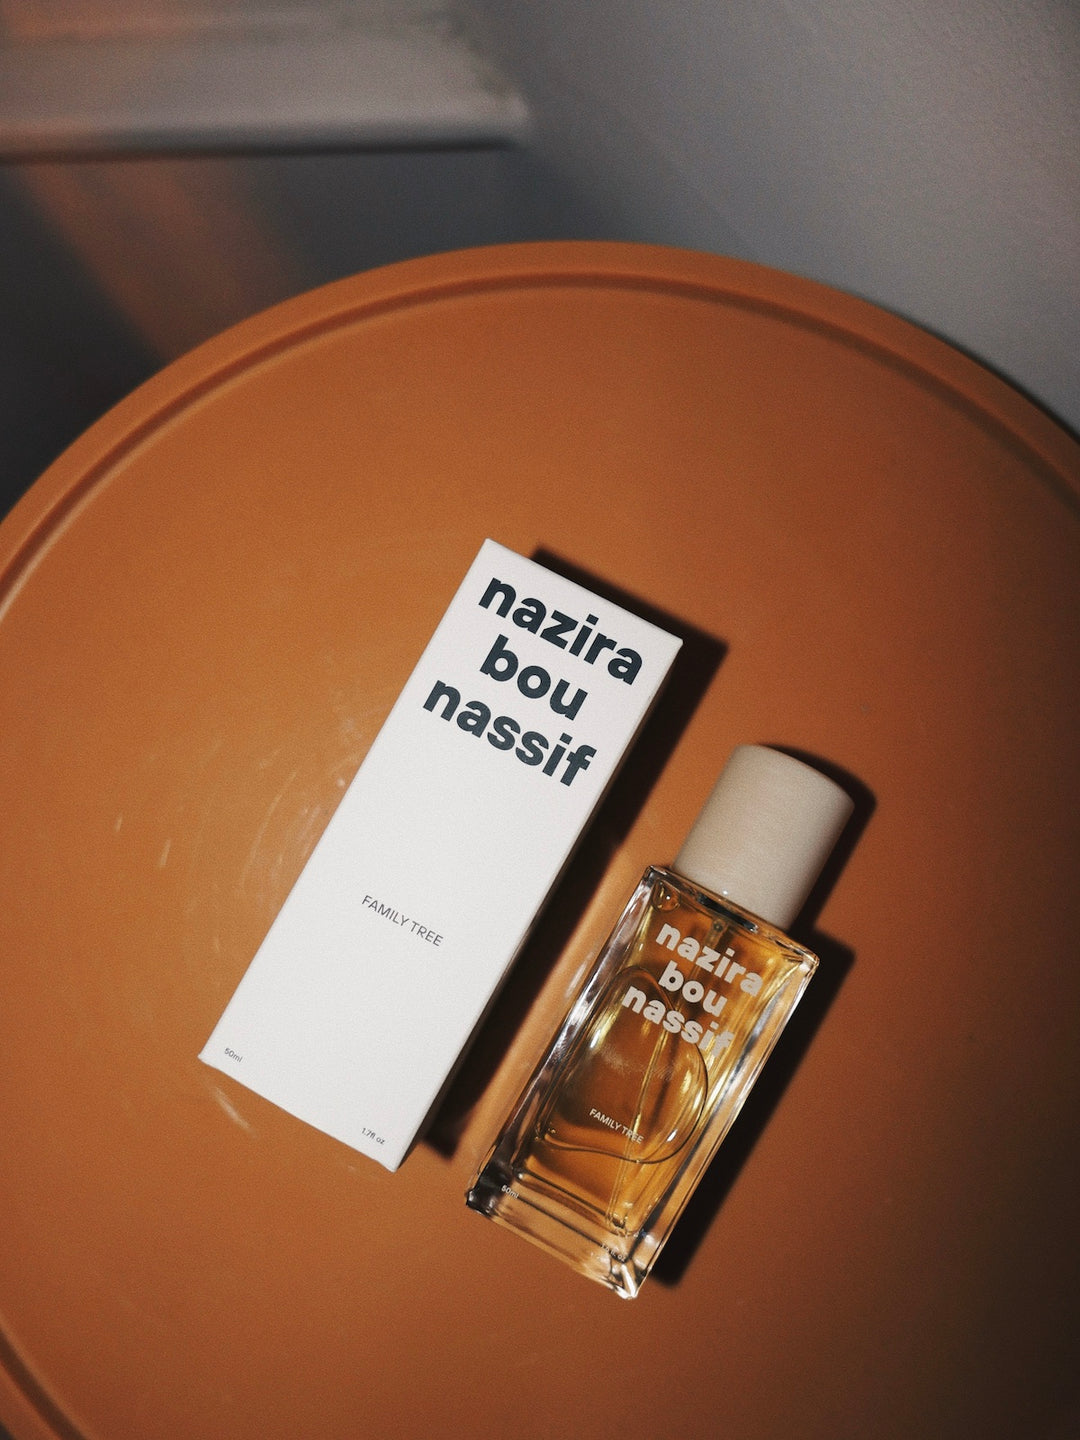 nazira
bou
nassif
FAMILY TREE
50ml
1.7fl oz
nazira
bou
nassif
FAMILY TREE
50ml